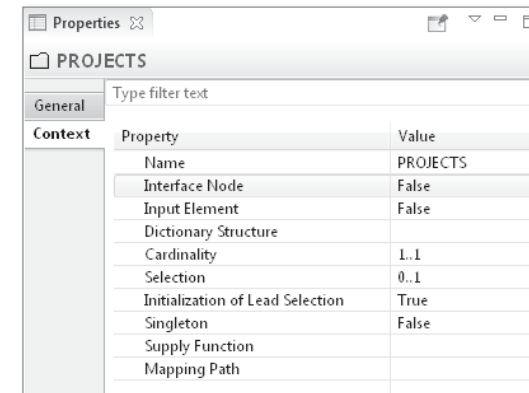 Properties
PROJECTS
General
Context
Type filter text
Property Value
Name PROJECTS
Interface Node False
Input Element False
Dictionary Structure
Cardinality 1..1
Selection 0..1
Initialization of Lead Selection True
Singleton False
Supply Function
Mapping Path